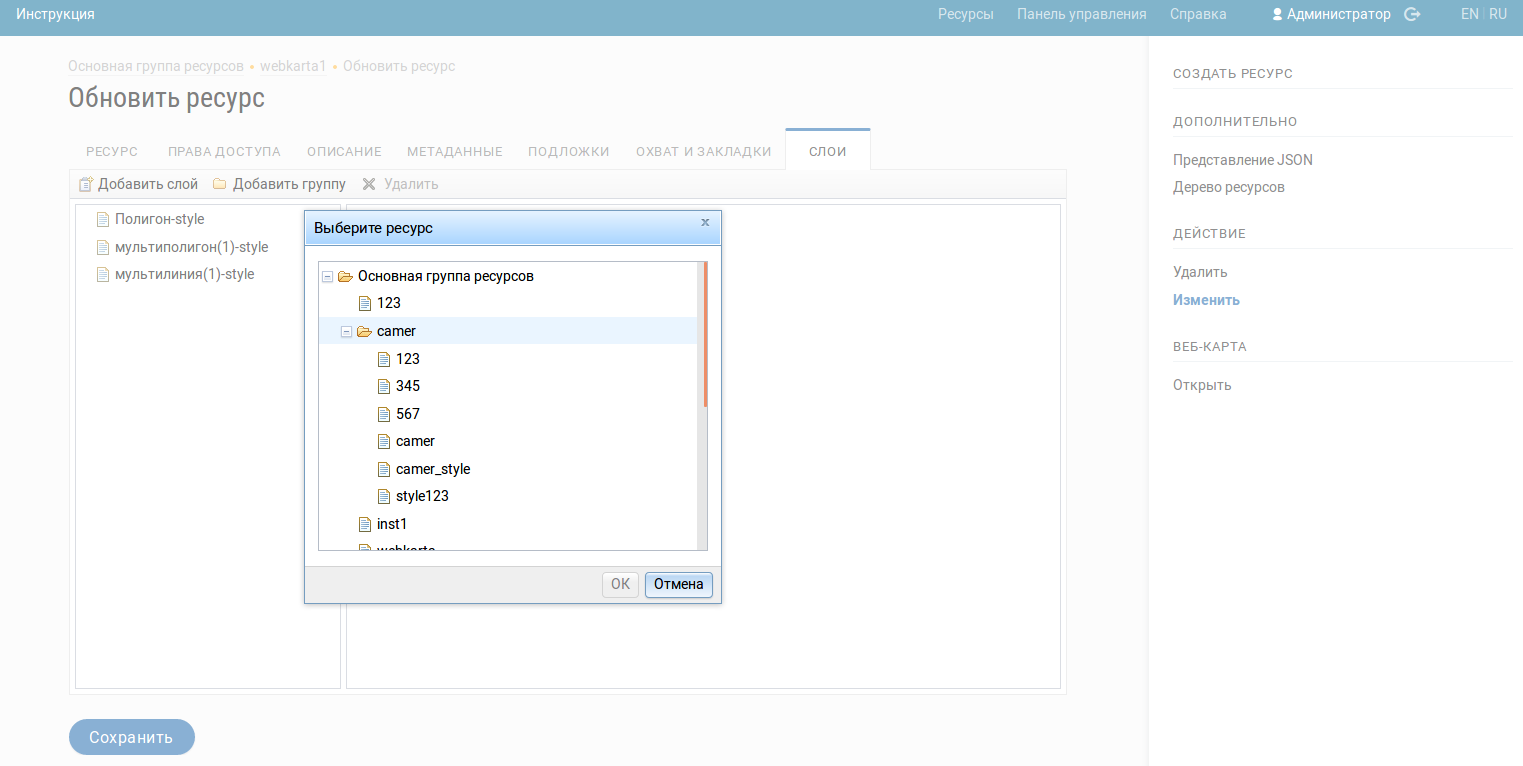 Инструкция
Ресурсы Панель управления Справка Администратор EN RU
Основная группа ресурсов • webkarta1 • Обновить ресурс
Обновить ресурс
РЕСУРС ПРАВА ДОСТУПА ОПИСАНИЕ МЕТАДАННЫЕ ПОДЛОЖКИ ОХВАТ И ЗАКЛАДКИ СЛОИ
Добавить слой Добавить группу Удалить
Полигон-style
мультиполигон(1)-style
мультилиния(1)-style
Выберите ресурс
x
Основная группа ресурсов
123
camer
123
345
567
camer
camer_style
style123
inst1
webkarta
OK Отмена
Сохранить
СОЗДАТЬ РЕСУРС
ДОПОЛНИТЕЛЬНО
Представление JSON
Дерево ресурсов
ДЕЙСТВИЕ
Удалить
Изменить
ВЕБ-КАРТА
Открыть